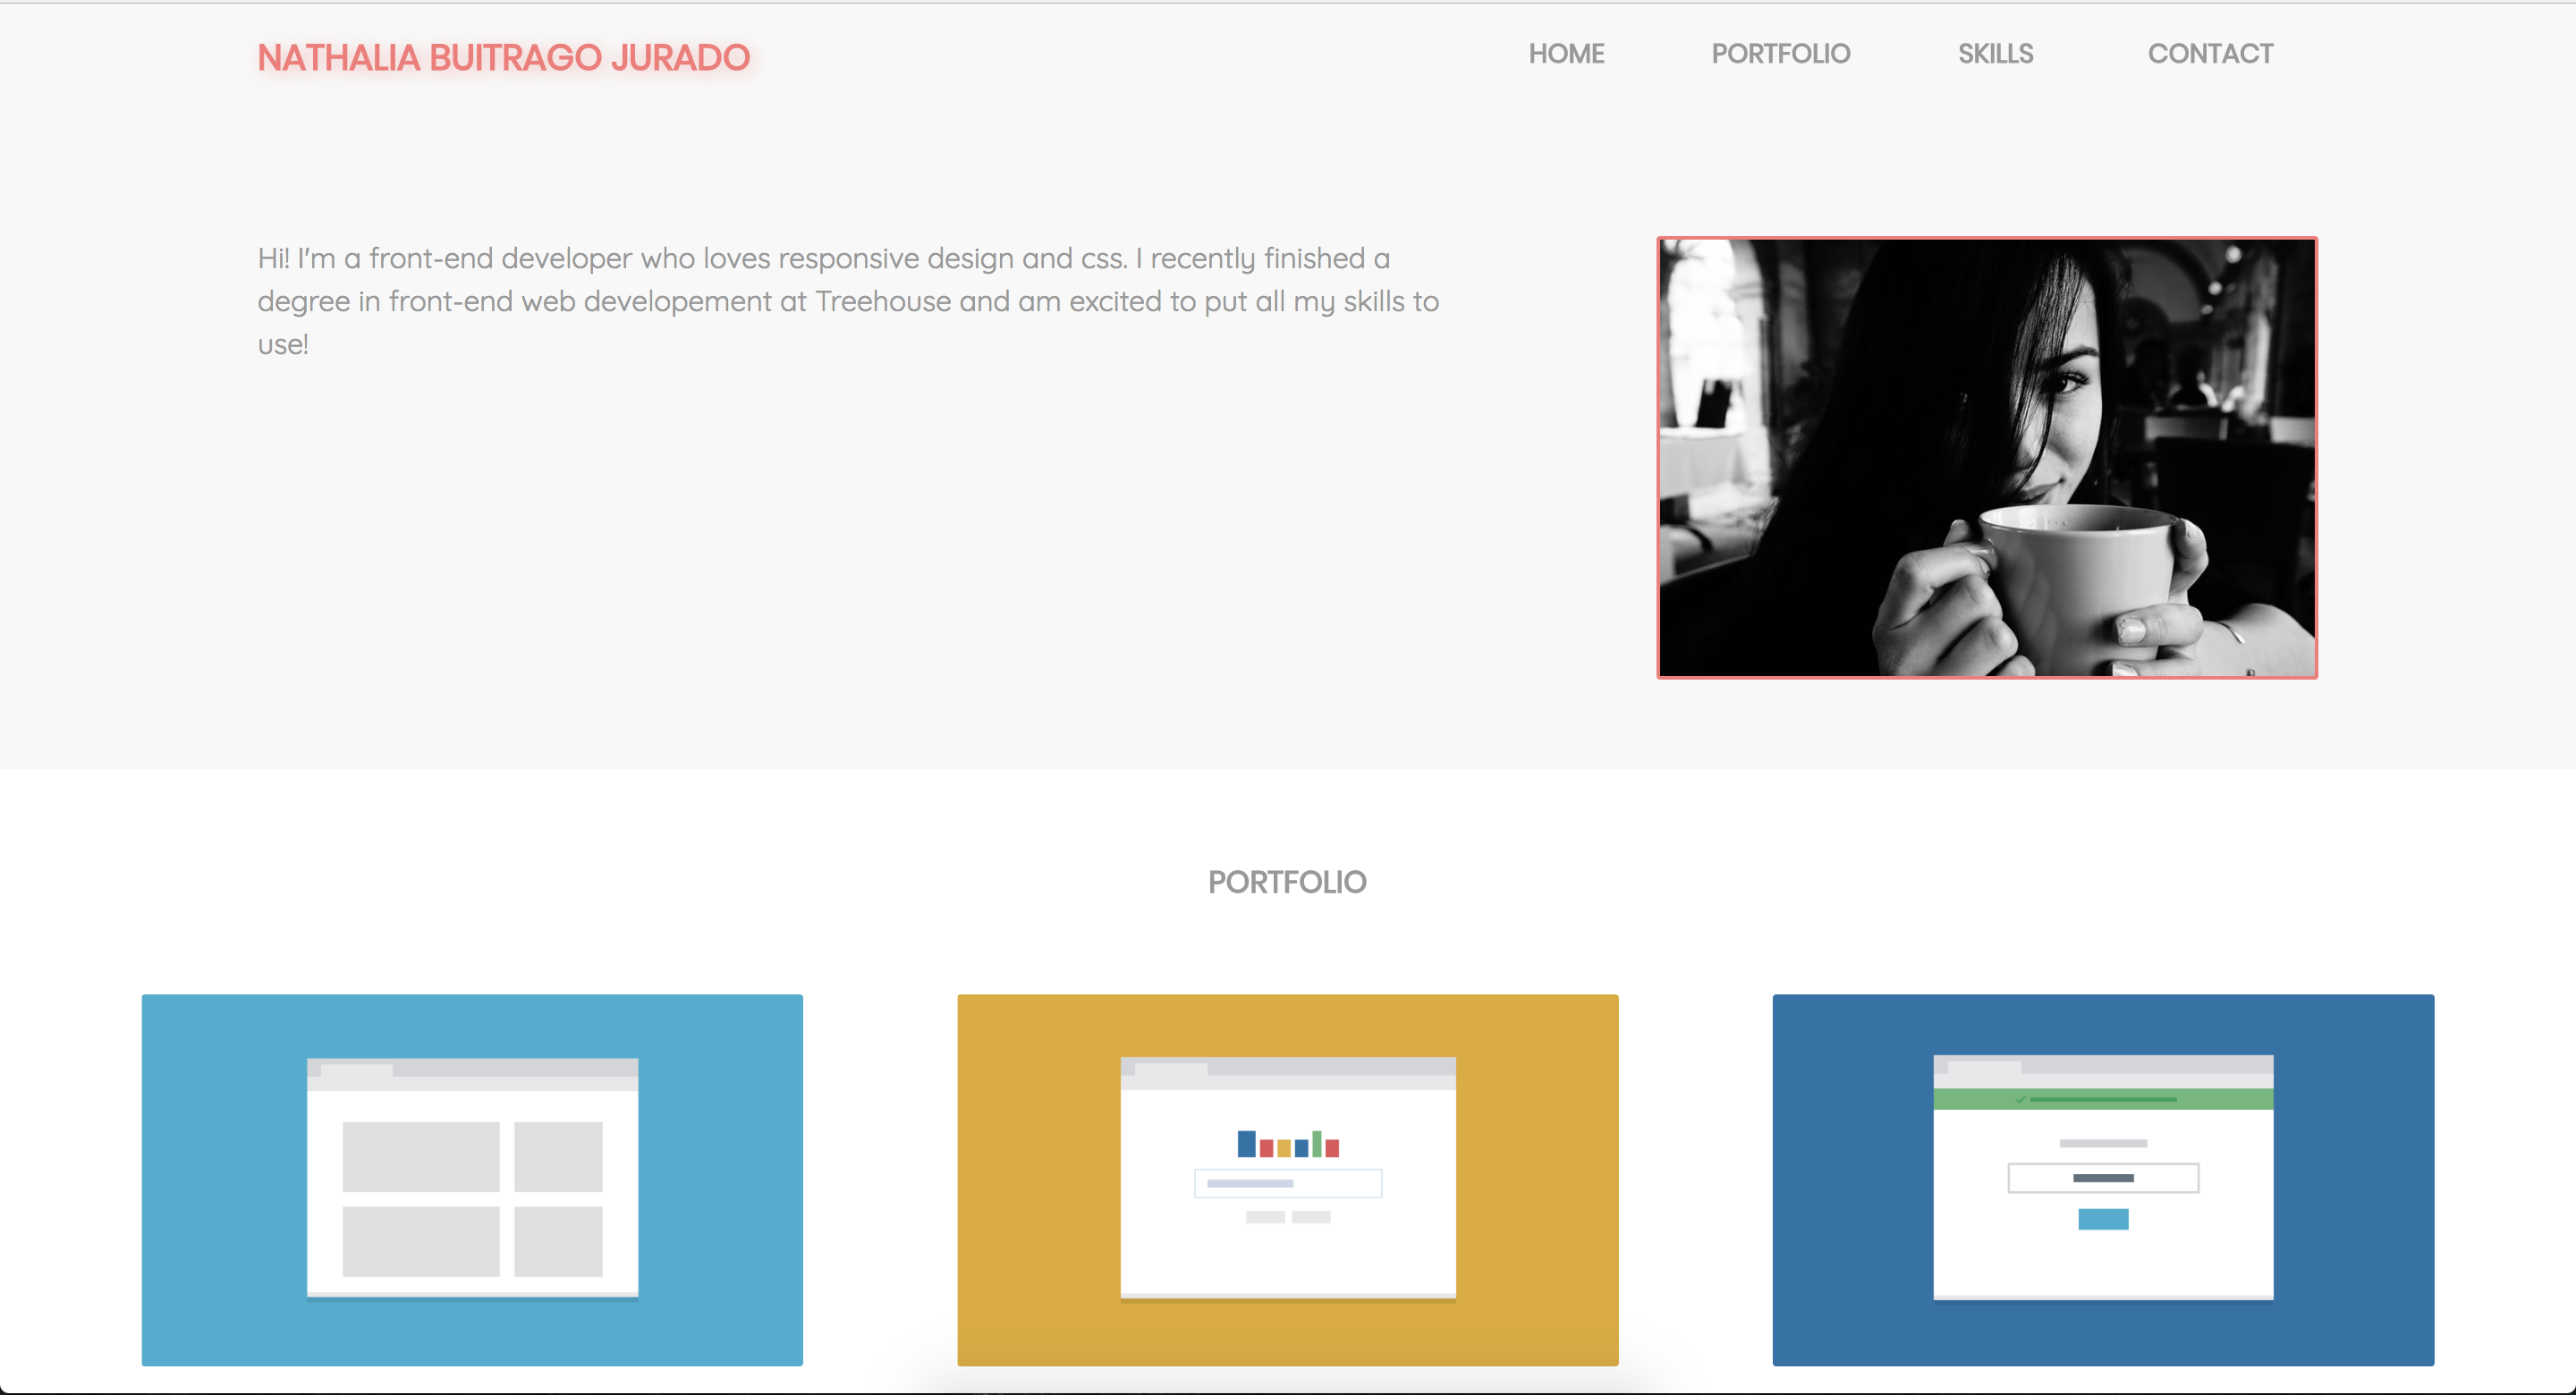 NATHALIA BUITRAGO JURADO
HOME PORTFOLIO SKILLS CONTACT
Hi! I'm a front-end developer who loves responsive design and css. I recently finished a
degree in front-end web developement at Treehouse and am excited to put all my skills to
use!
PORTFOLIO